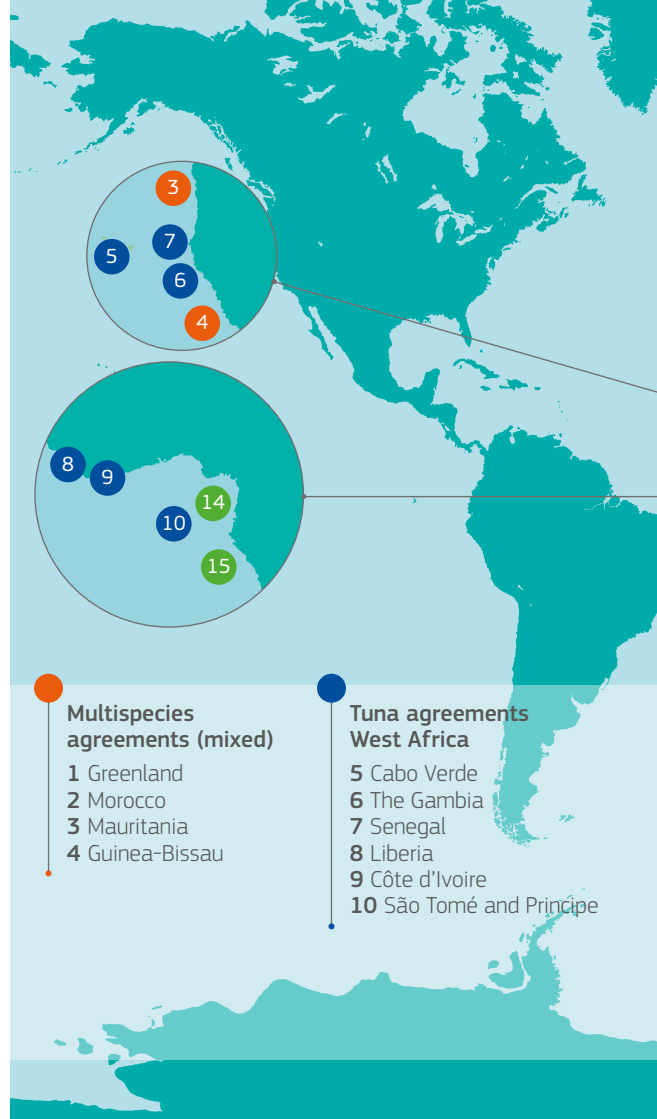 3
7
5
6
4
8
9
14
10
15
Multispecies
agreements (mixed)
1 Greenland
2 Morocco
3 Mauritania
4 Guinea-Bissau
Tuna agreements
West Africa
5 Cabo Verde
6 The Gambia
7 Senegal
8 Liberia
9 Côte d'Ivoire
10 São Tomé and Principe